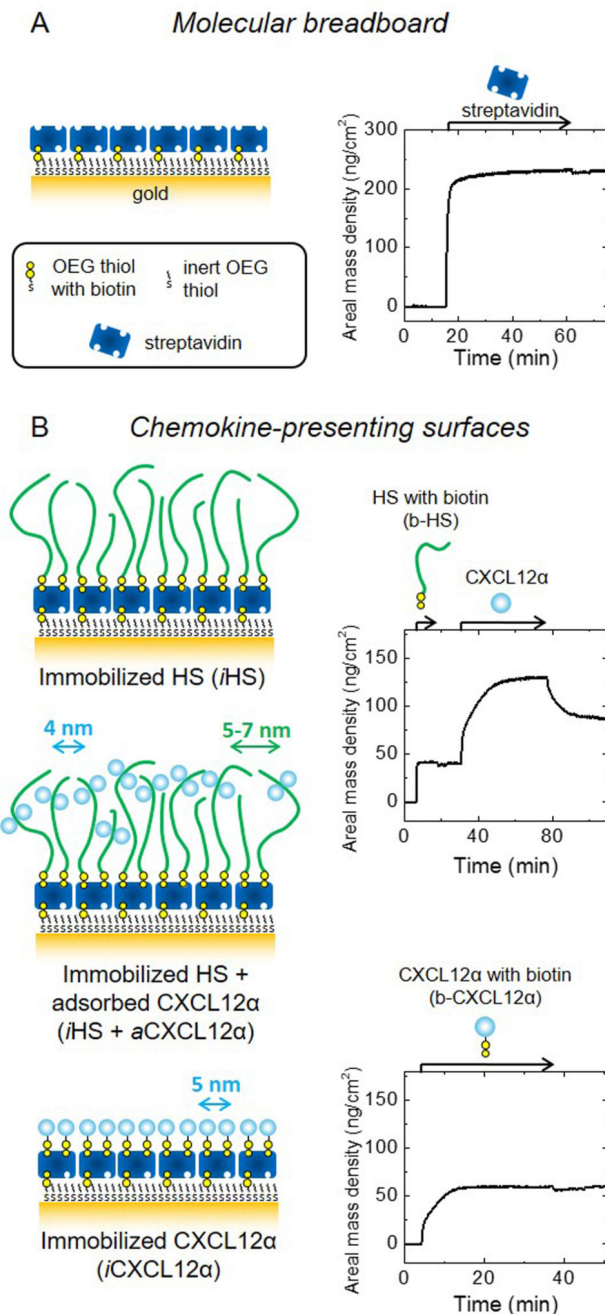 A
Molecular breadboard
gold
OEG thiol
with biotin
inert OEG
thiol
streptavidin
streptavidin
Areal mass density (ng/cm²)
300
200
100
0
0
20
40
60
Time (min)
B
Chemokine-presenting surfaces
Immobilized HS (iHS)
HS with biotin
(b-HS)
CXCL12α
Areal mass density (ng/cm²)
150
100
50
0
0
40
80
Time (min)
4 nm
5-7 nm
Immobilized HS +
adsorbed CXCL12α
(iHS + aCXCL12α)
CXCL12α with biotin
(b-CXCL12α)
Areal mass density (ng/cm²)
150
100
50
0
0
20
40
Time (min)
5 nm
Immobilized CXCL12α
(iCXCL12α)